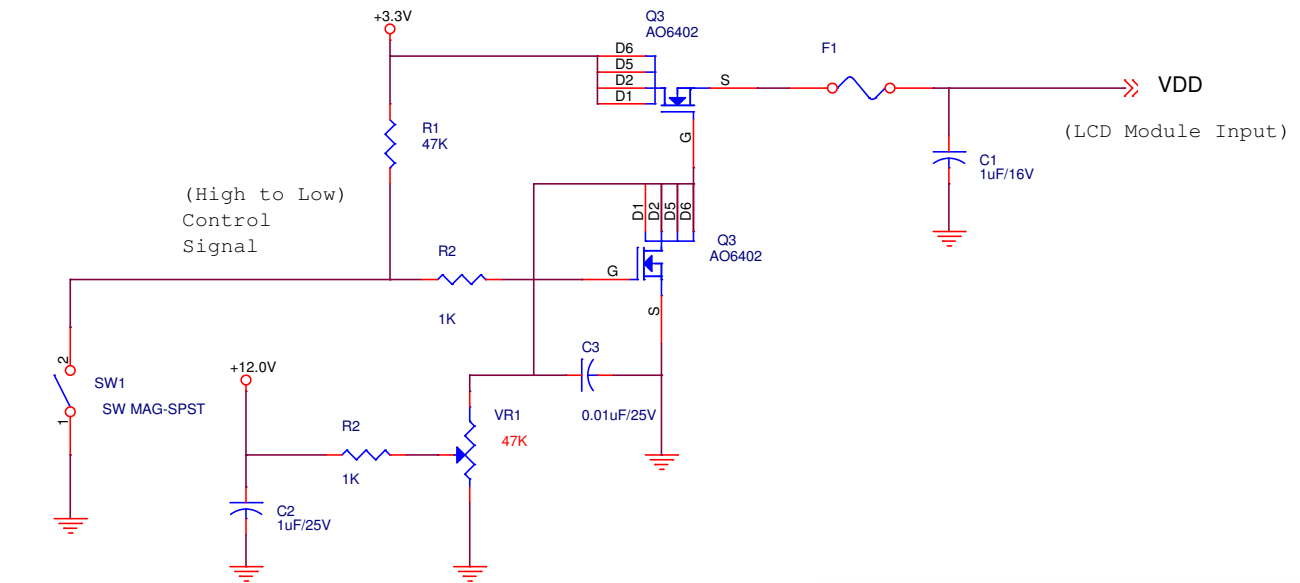 +3.3V
Q3
AO6402
D6
D5
D2
D1
S
G
F1
VDD
(LCD Module Input)
R1
47K
C1
1uF/16V
(High to Low)
Control
Signal
D1
D2
D5
D6
Q3
AO6402
R2
G
1K
S
2
SW1
SW MAG-SPST
1
+12.0V
C3
0.01uF/25V
VR1
47K
R2
1K
C2
1uF/25V